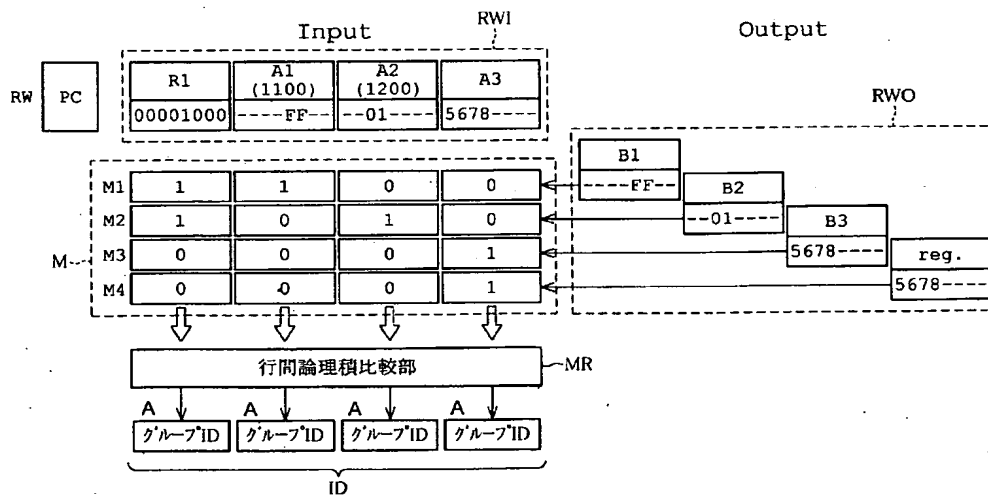 Input
RWI
Output
RW
PC
R1
A1
(1100)
A2
(1200)
A3
00001000
----FF--
--01----
5678----
RWO
B1
----FF--
B2
--01----
B3
5678----
reg.
5678----
M
M1 1 1 0 0
M2 1 0 1 0
M3 0 0 0 1
M4 0 0 0 1
行間論理積比較部
MR
A A A A
グループID グループID グループID グループID
ID